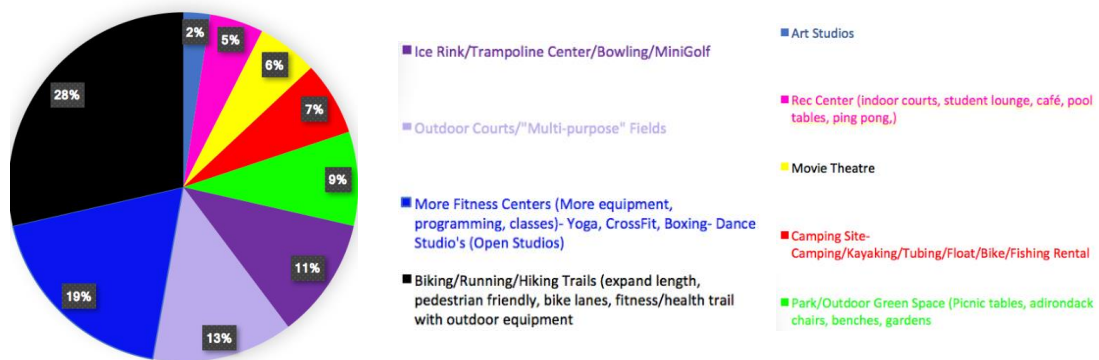 2%
5%
6%
7%
9%
11%
13%
19%
28%
Ice Rink/Trampoline Center/Bowling/MiniGolf
Outdoor Courts/"Multi-purpose" Fields
More Fitness Centers (More equipment,
programming, classes)- Yoga, CrossFit, Boxing- Dance
Studio's (Open Studios)
Biking/Running/Hiking Trails (expand length,
pedestrian friendly, bike lanes, fitness/health trail
with outdoor equipment
Art Studios
Rec Center (indoor courts, student lounge, café, pool
tables, ping pong,)
Movie Theatre
Camping Site-
Camping/Kayaking/Tubing/Float/Bike/Fishing Rental
Park/Outdoor Green Space (Picnic tables, adirondack
chairs, benches, gardens